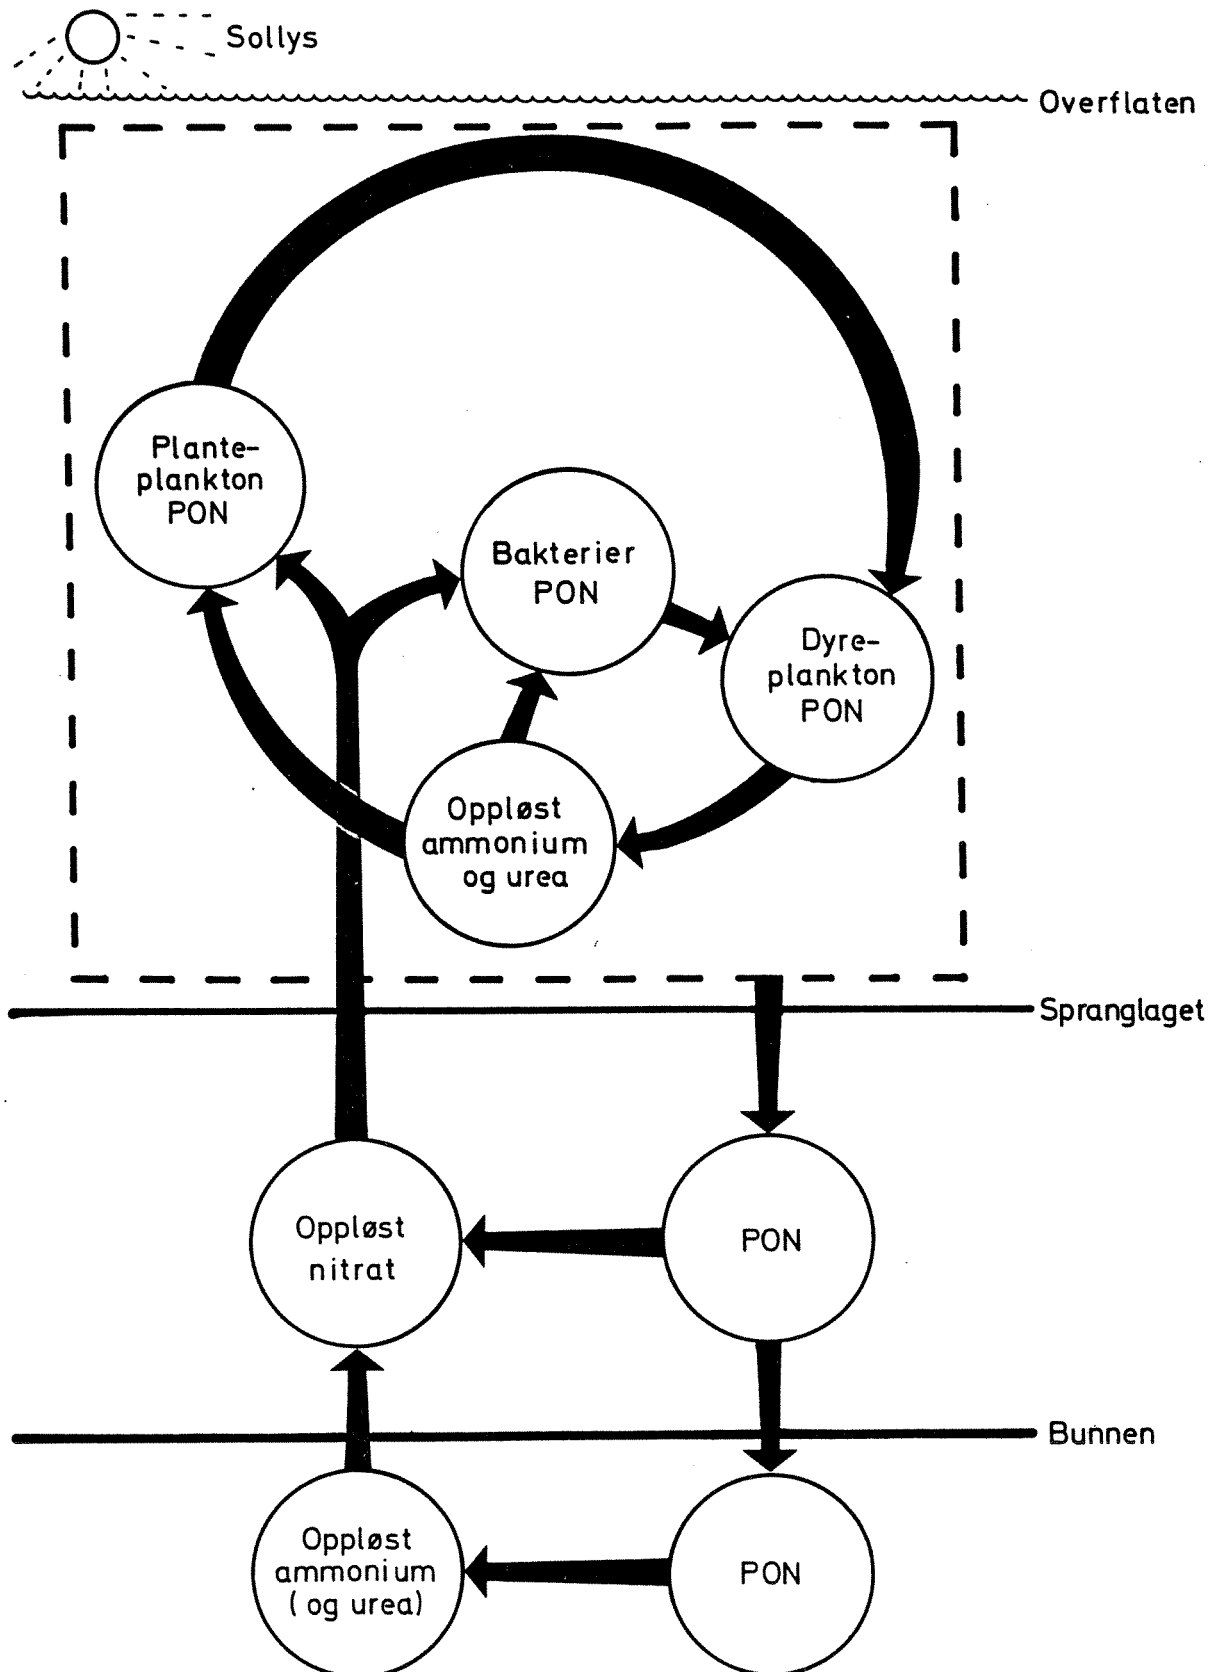 Sollys
Overflaten
Plante-
plankton
PON
Bakterier
PON
Dyre-
plankton
PON
Oppløst
ammonium
og urea
Spranglaget
Oppløst
nitrat
PON
Bunnen
Oppløst
ammonium
(og urea)
PON